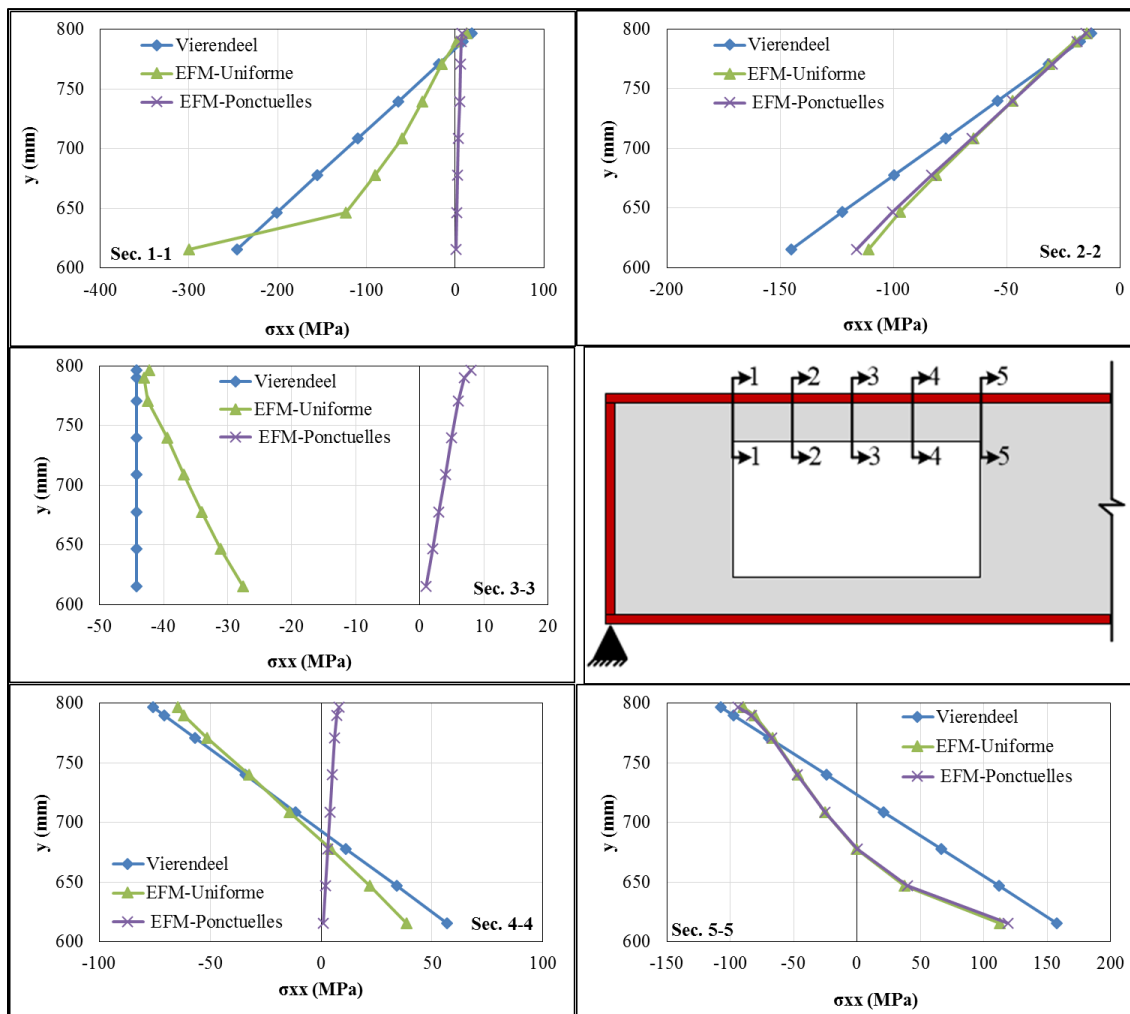 800
750
700
650
600
y (mm)
Vierendeel
EFM-Uniforme
EFM-Ponctuelles
Sec. 1-1
-400 -300 -200 -100 0 100
σxx (MPa)
800
750
700
650
600
y (mm)
Vierendeel
EFM-Uniforme
EFM-Ponctuelles
Sec. 2-2
-200 -150 -100 -50 0
σxx (MPa)
800
750
700
650
600
y (mm)
Vierendeel
EFM-Uniforme
EFM-Ponctuelles
Sec. 3-3
-50 -40 -30 -20 -10 0 10 20
σxx (MPa)
1 2 3 4 5
1 2 3 4 5
800
750
700
650
600
y (mm)
Vierendeel
EFM-Uniforme
EFM-Ponctuelles
Sec. 4-4
-100 -50 0 50 100
σxx (MPa)
800
750
700
650
600
y (mm)
Vierendeel
EFM-Uniforme
EFM-Ponctuelles
Sec. 5-5
-150 -100 -50 0 50 100 150 200
σxx (MPa)